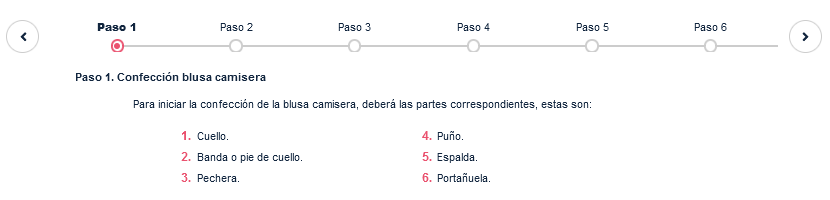 Paso 1 Paso 2 Paso 3 Paso 4 Paso 5 Paso 6
Paso 1. Confección blusa camisera
Para iniciar la confección de la blusa camisera, deberá las partes correspondientes, estas son:
1. Cuello.
2. Banda o pie de cuello.
3. Pechera.
4. Puño.
5. Espalda.
6. Portañuela.